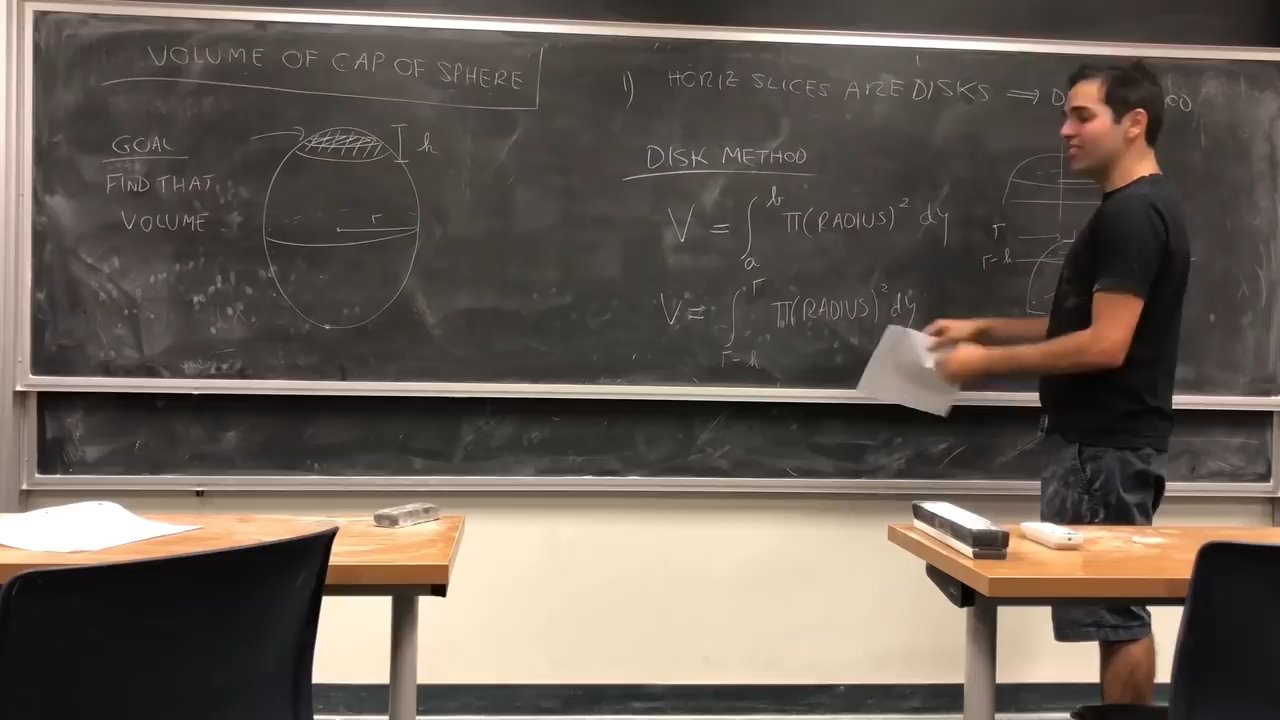 VOLUME OF CAP OF SPHERE
GOAL
FIND THAT
VOLUME
h
r
1) HORIZ SLICES ARE DISKS ⇒
DISK METHOD
V = ∫_a^b π(RADIUS)² dy
V = ∫_{r-h}^r π(RADIUS)² dy
r
r-h